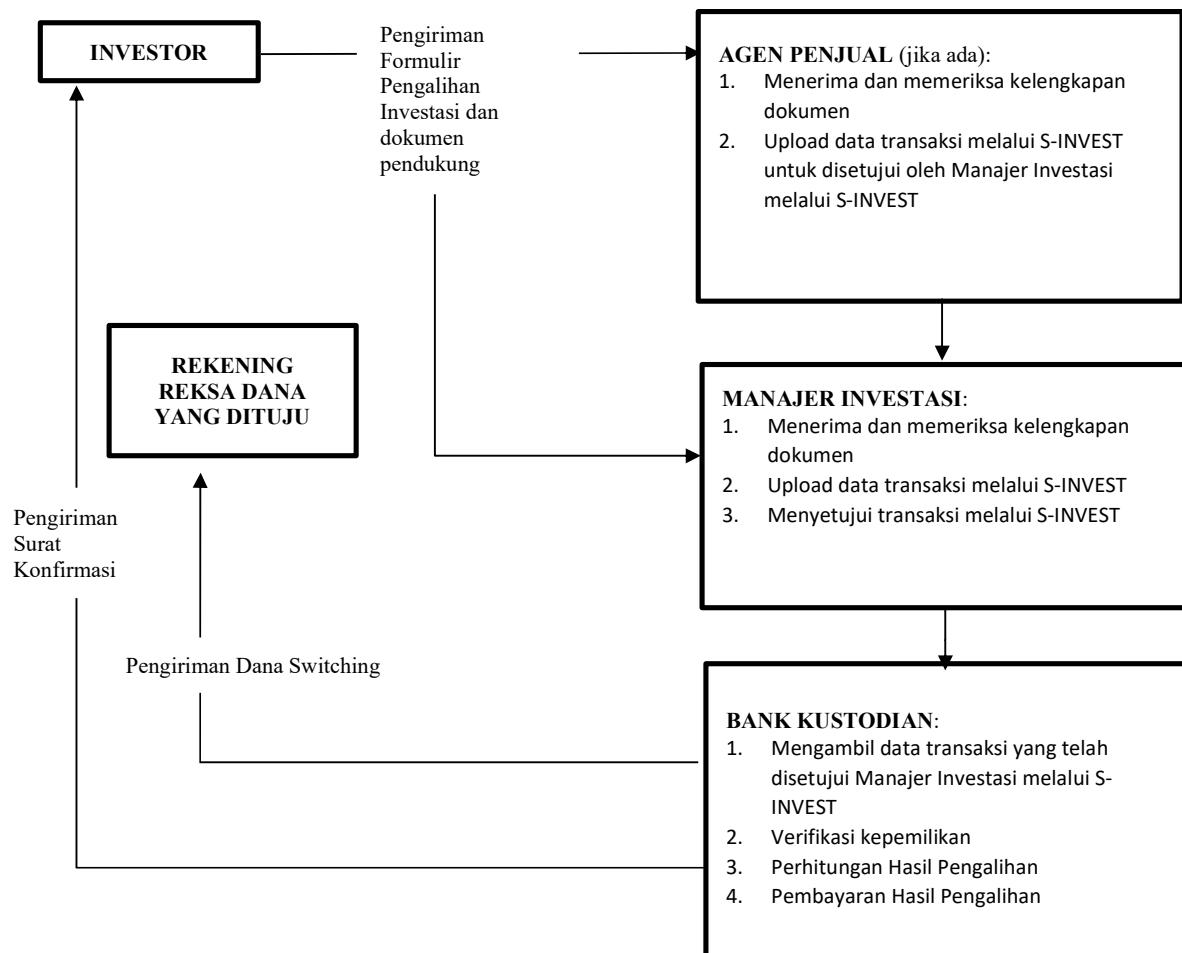 INVESTOR
Pengiriman
Formulir
Pengalihan
Investasi dan
dokumen
pendukung
AGEN PENJUAL (jika ada):
1. Menerima dan memeriksa kelengkapan
dokumen
2. Upload data transaksi melalui S-INVEST
untuk disetujui oleh Manajer Investasi
melalui S-INVEST
REKENING
REKSA DANA
YANG DITUJU
MANAJER INVESTASI:
1. Menerima dan memeriksa kelengkapan
dokumen
2. Upload data transaksi melalui S-INVEST
3. Menyetujui transaksi melalui S-INVEST
Pengiriman
Surat
Konfirmasi
Pengiriman Dana Switching
BANK KUSTODIAN:
1. Mengambil data transaksi yang telah
disetujui Manajer Investasi melalui S-
INVEST
2. Verifikasi kepemilikan
3. Perhitungan Hasil Pengalihan
4. Pembayaran Hasil Pengalihan